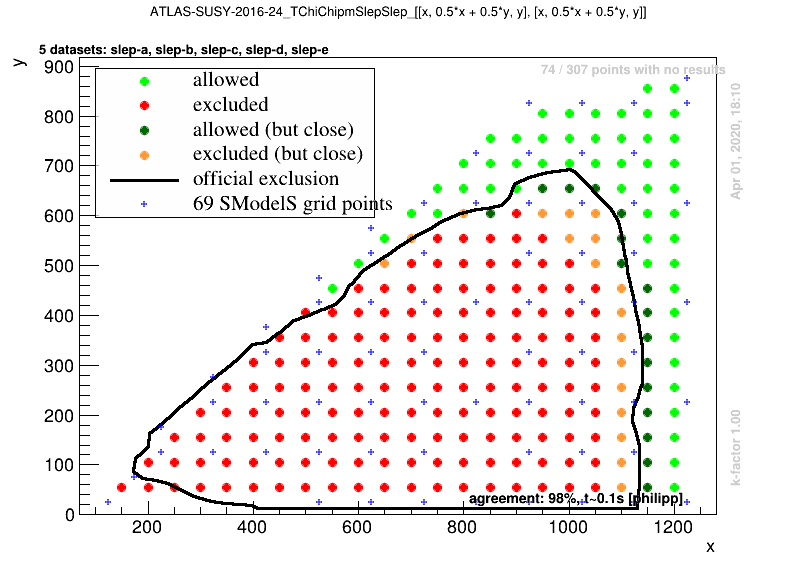 ATLAS-SUSY-2016-24_TChiChipmSlepSlep_[[x, 0.5*x + 0.5*y, y], [x, 0.5*x + 0.5*y, y]]
5 datasets: slep-a, slep-b, slep-c, slep-d, slep-e
y
74 / 307 points with no results
allowed
excluded
allowed (but close)
excluded (but close)
official exclusion
69 SModelS grid points
900
800
700
600
500
400
300
200
100
0
Apr 01, 2020, 18:10
k-factor 1.00
agreement: 98%, t~0.1s [philipp]
200 400 600 800 1000 1200
x